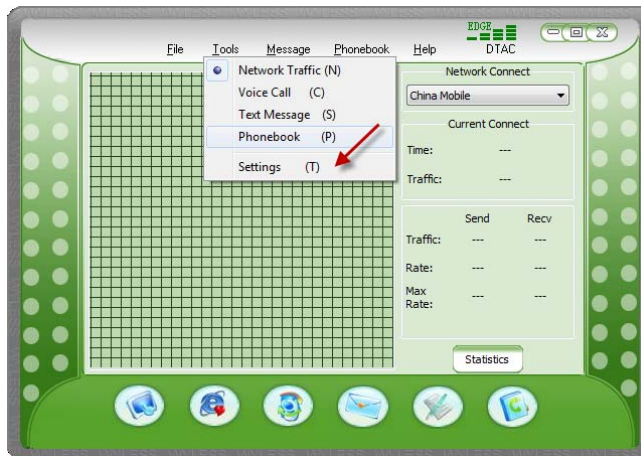 EDGE
DTAC
File Tools Message Phonebook Help
Network Traffic (N)
Voice Call (C)
Text Message (S)
Phonebook (P)
Settings (T)
Network Connect
China Mobile
Current Connect
Time: ---
Traffic: ---
Send Recv
Traffic: --- ---
Rate: --- ---
Max
Rate: --- ---
Statistics